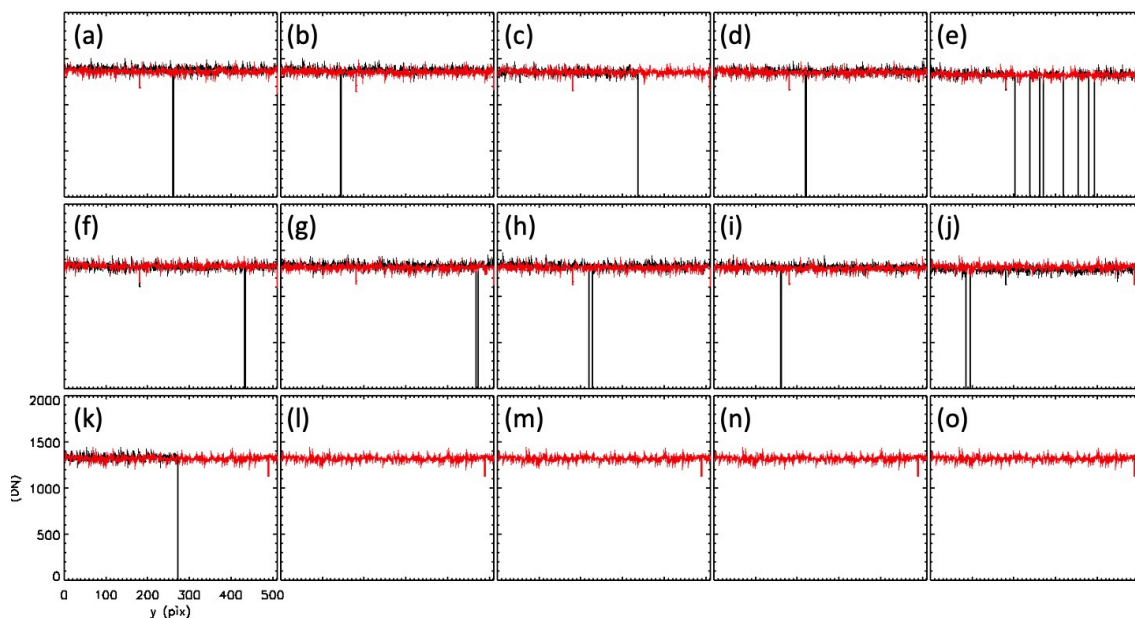 (a) (b) (c) (d) (e)
(f) (g) (h) (i) (j)
2000
(k) (l) (m) (n) (o)
1500
1000
(DN)
500
0
0 100 200 300 400 500
y (pix)